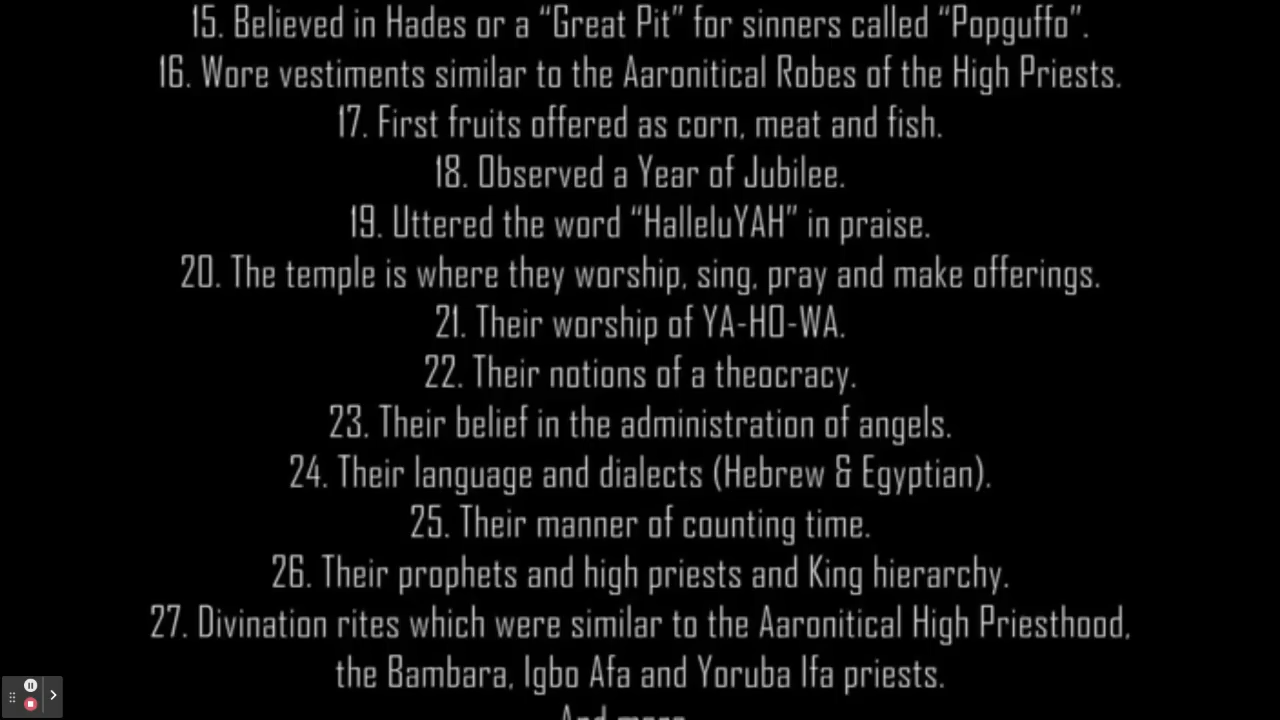 15. Believed in Hades or a “Great Pit” for sinners called “Popguffo”.
16. Wore vestiments similar to the Aaronitical Robes of the High Priests.
17. First fruits offered as corn, meat and fish.
18. Observed a Year of Jubilee.
19. Uttered the word “HalleluYAH” in praise.
20. The temple is where they worship, sing, pray and make offerings.
21. Their worship of YA-HO-WA.
22. Their notions of a theocracy.
23. Their belief in the administration of angels.
24. Their language and dialects (Hebrew & Egyptian).
25. Their manner of counting time.
26. Their prophets and high priests and King hierarchy.
27. Divination rites which were similar to the Aaronitical High Priesthood,
the Bambara, Igbo Afa and Yoruba Ifa priests.
And more